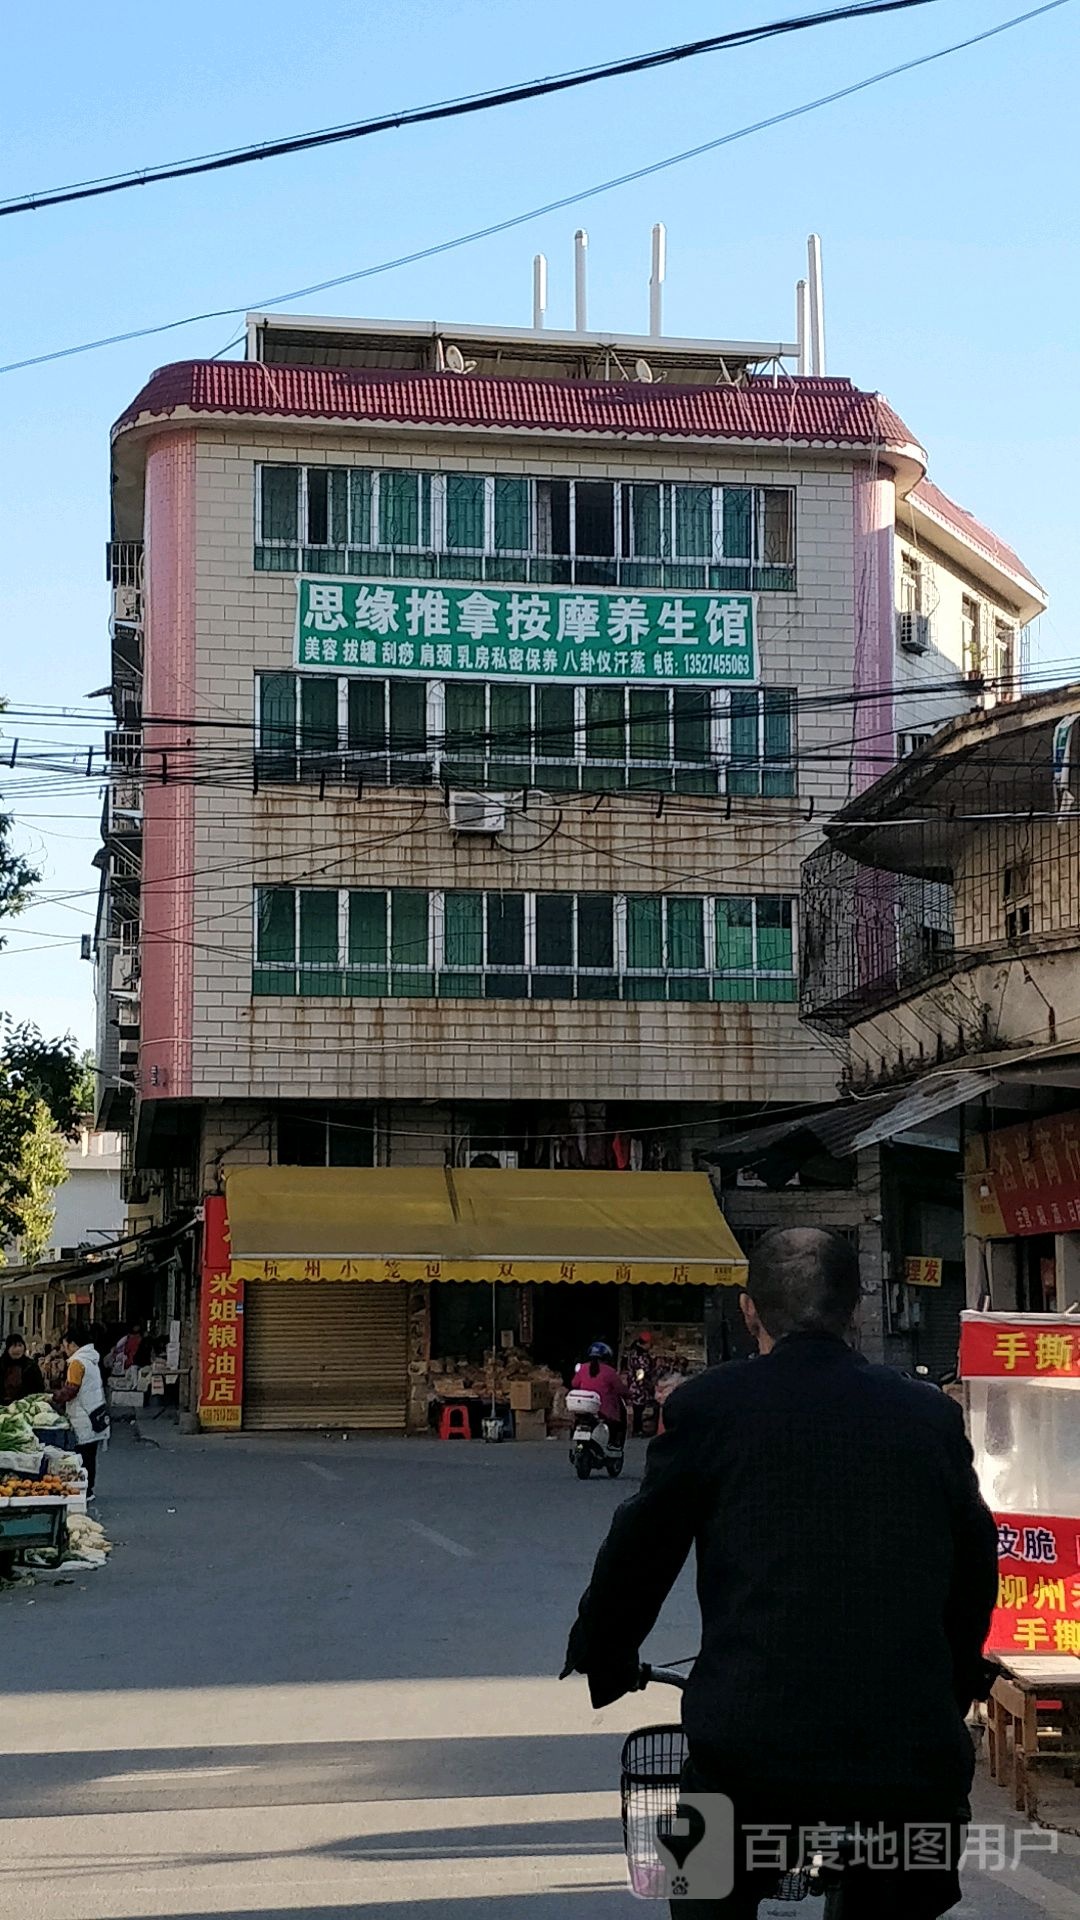 思缘推拿按摩养生馆
美容 拔罐 刮痧 肩颈 乳房私密保养 八卦仪汗蒸 电话：13527455063
杭州小笼包 双好商店
米姐粮油店
理发
手撕
皮脆
柳州
手撕
百度地图用户